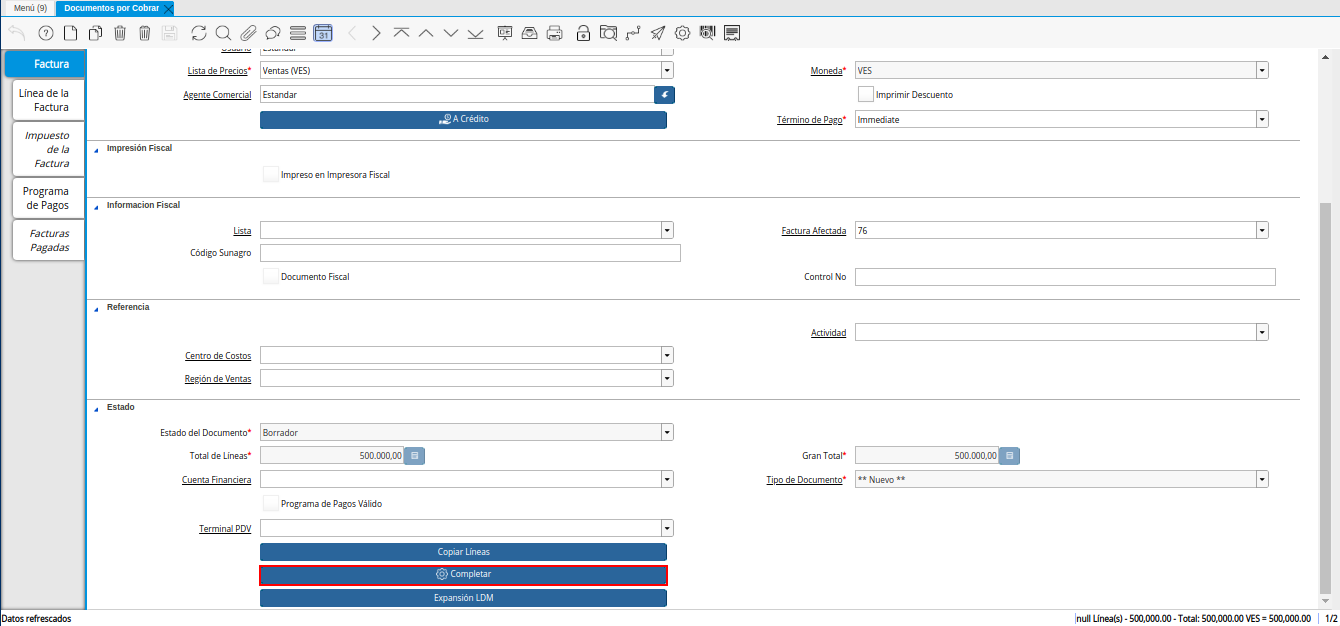 Menú (9)
Documentos por Cobrar
31
Factura
Línea de la
Factura
Impuesto
de la
Factura
Programa
de Pagos
Facturas
Pagadas
Usuario
Estandar
Lista de Precios*
Ventas (VES)
Moneda*
VES
Agente Comercial
Estandar
Imprimir Descuento
A Crédito
Término de Pago*
Immediate
Impresión Fiscal
Impreso en Impresora Fiscal
Informacion Fiscal
Lista
Factura Afectada
76
Código Sunagro
Documento Fiscal
Control No
Referencia
Actividad
Centro de Costos
Región de Ventas
Estado
Estado del Documento*
Borrador
Total de Líneas*
500.000,00
Gran Total*
500.000,00
Cuenta Financiera
Tipo de Documento*
** Nuevo **
Programa de Pagos Válido
Terminal PDV
Copiar Líneas
Completar
Expansión LDM
Datos refrescados
null Línea(s) - 500,000.00 - Total: 500,000.00 VES = 500,000.00
1/2